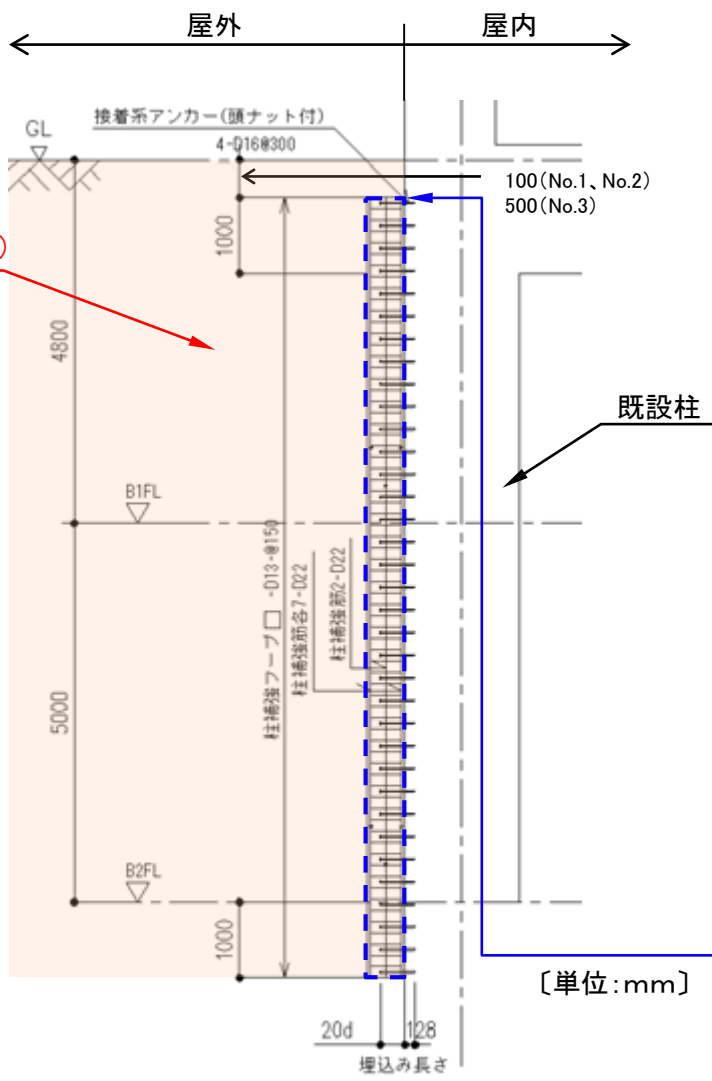 屋外
屋内
接着系アンカー(頭ナット付)
4-D16@300
GL
100(No.1、No.2)
500(No.3)
1000
4800
既設柱
B1FL
柱補強フープ□ -D13-@150
柱補強筋各7-D22
柱補強筋2-D22
5000
B2FL
1000
〔単位:mm〕
20d
128
埋込み長さ